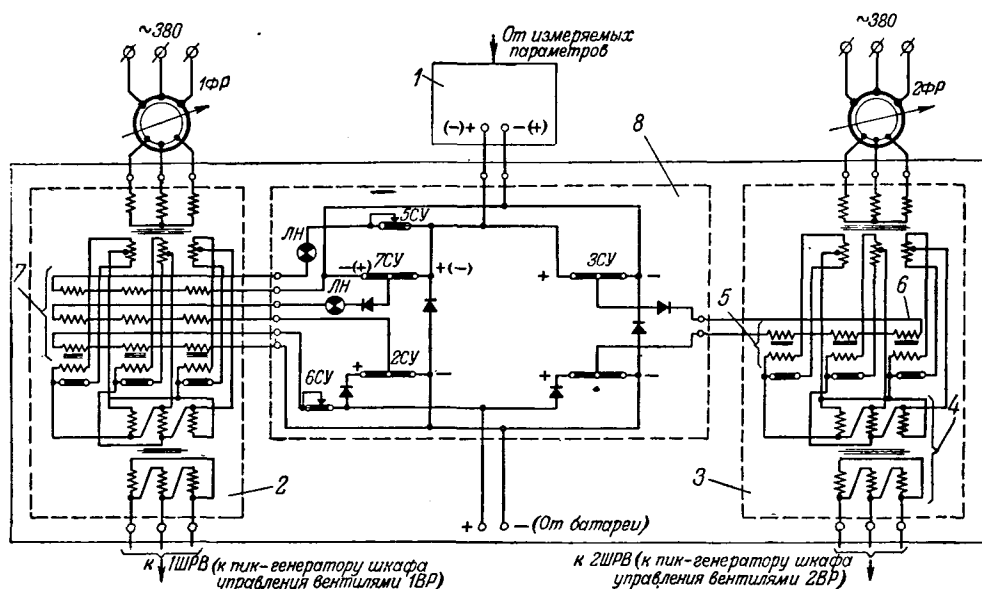 ~380
1ФР
От измеряемых
параметров
1
(-)+
-(+)
~380
2ФР
8
ЛН
5СУ
7СУ
-(+)
+(-)
ЛН
3СУ
+
-
7
5
6
2СУ
+
-
6СУ
+
-
4
2
3
+
-(От батареи)
к 1ШРВ (к пик-генератору шкафа
управления вентилями 1ВР)
к 2ШРВ (к пик-генератору шкафа
управления вентилями 2ВР)